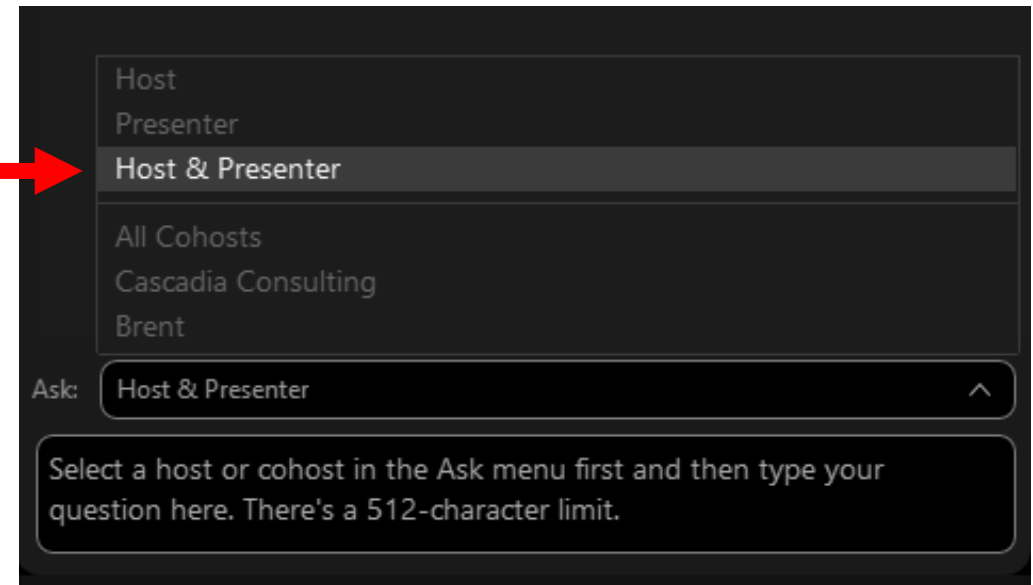 Host
Presenter
Host & Presenter
All Cohosts
Cascadia Consulting
Brent
Ask: Host & Presenter
Select a host or cohost in the Ask menu first and then type your
question here. There's a 512-character limit.